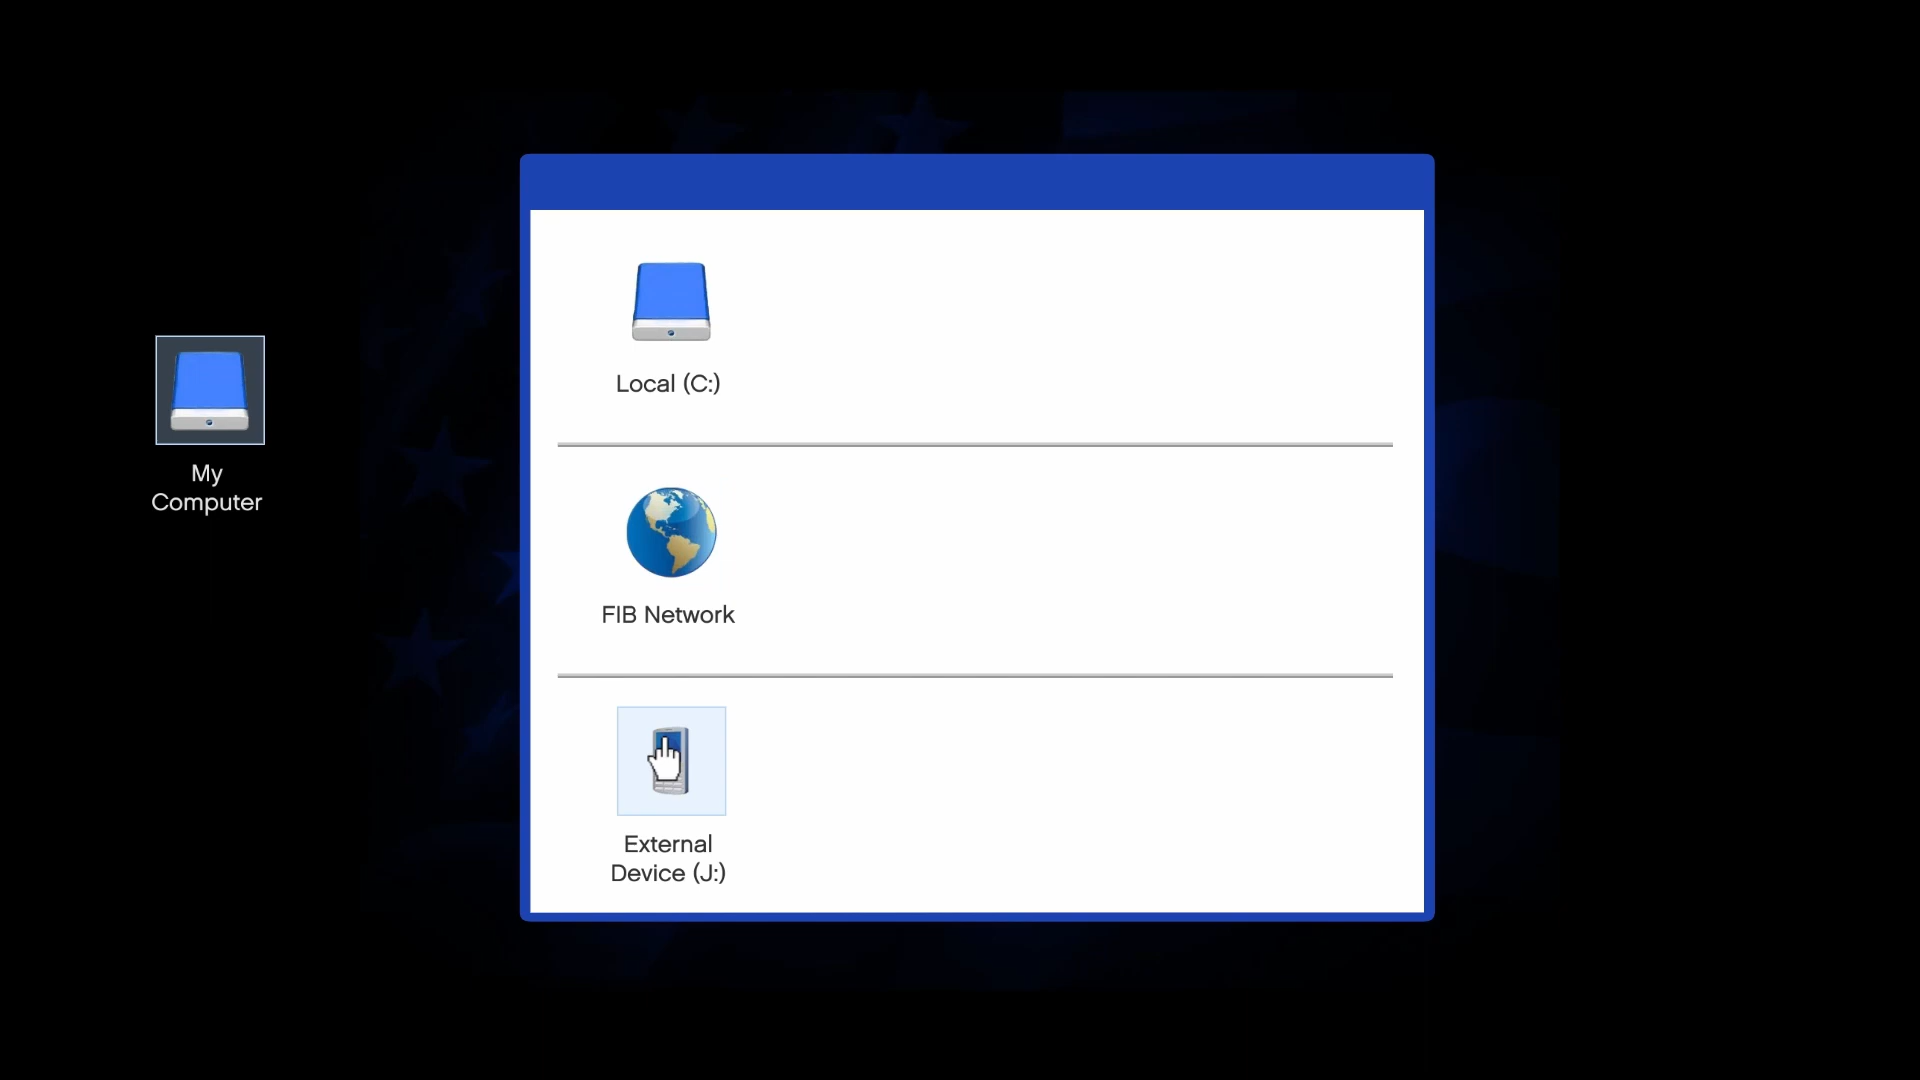 My
Computer
Local (C:)
FIB Network
External
Device (J:)